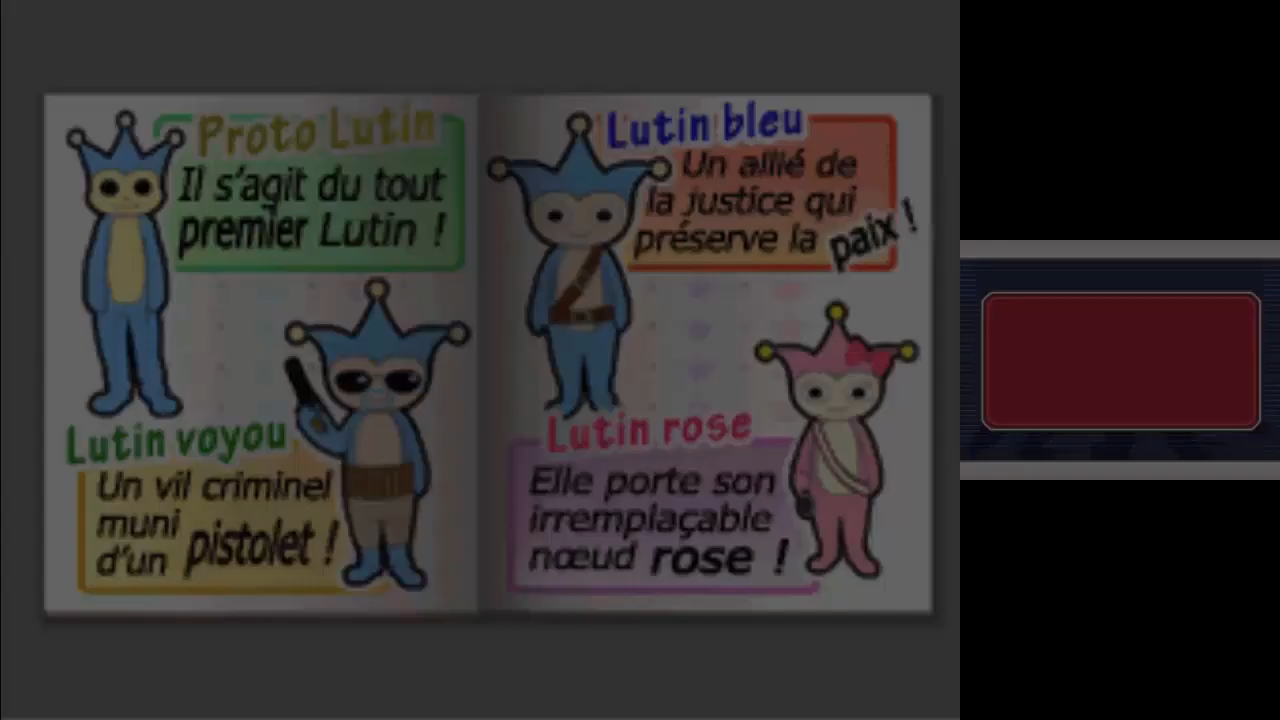 Proto Lutin
Il s'agit du tout
premier Lutin !
Lutin voyou
Un vil criminel
muni
d'un pistolet !
Lutin bleu
Un allié de
la justice qui
préserve la paix !
Lutin rose
Elle porte son
irremplaçable
nœud rose !